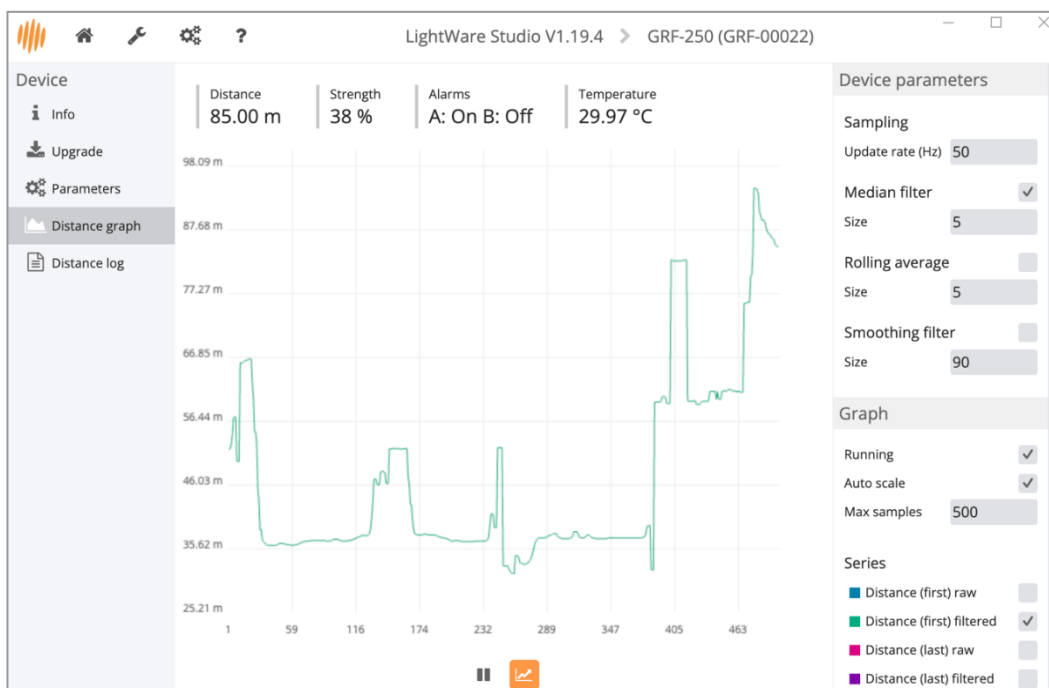 ?
LightWare Studio V1.19.4 > GRF-250 (GRF-00022)
Device
Info
Upgrade
Parameters
Distance graph
Distance log
Distance
85.00 m
Strength
38 %
Alarms
A: On B: Off
Temperature
29.97 °C
98.09 m
87.68 m
77.27 m
66.85 m
56.44 m
46.03 m
35.62 m
25.21 m
1 59 116 174 232 289 347 405 463
Device parameters
Sampling
Update rate (Hz) 50
Median filter
Size 5
Rolling average
Size 5
Smoothing filter
Size 90
Graph
Running
Auto scale
Max samples 500
Series
Distance (first) raw
Distance (first) filtered
Distance (last) raw
Distance (last) filtered